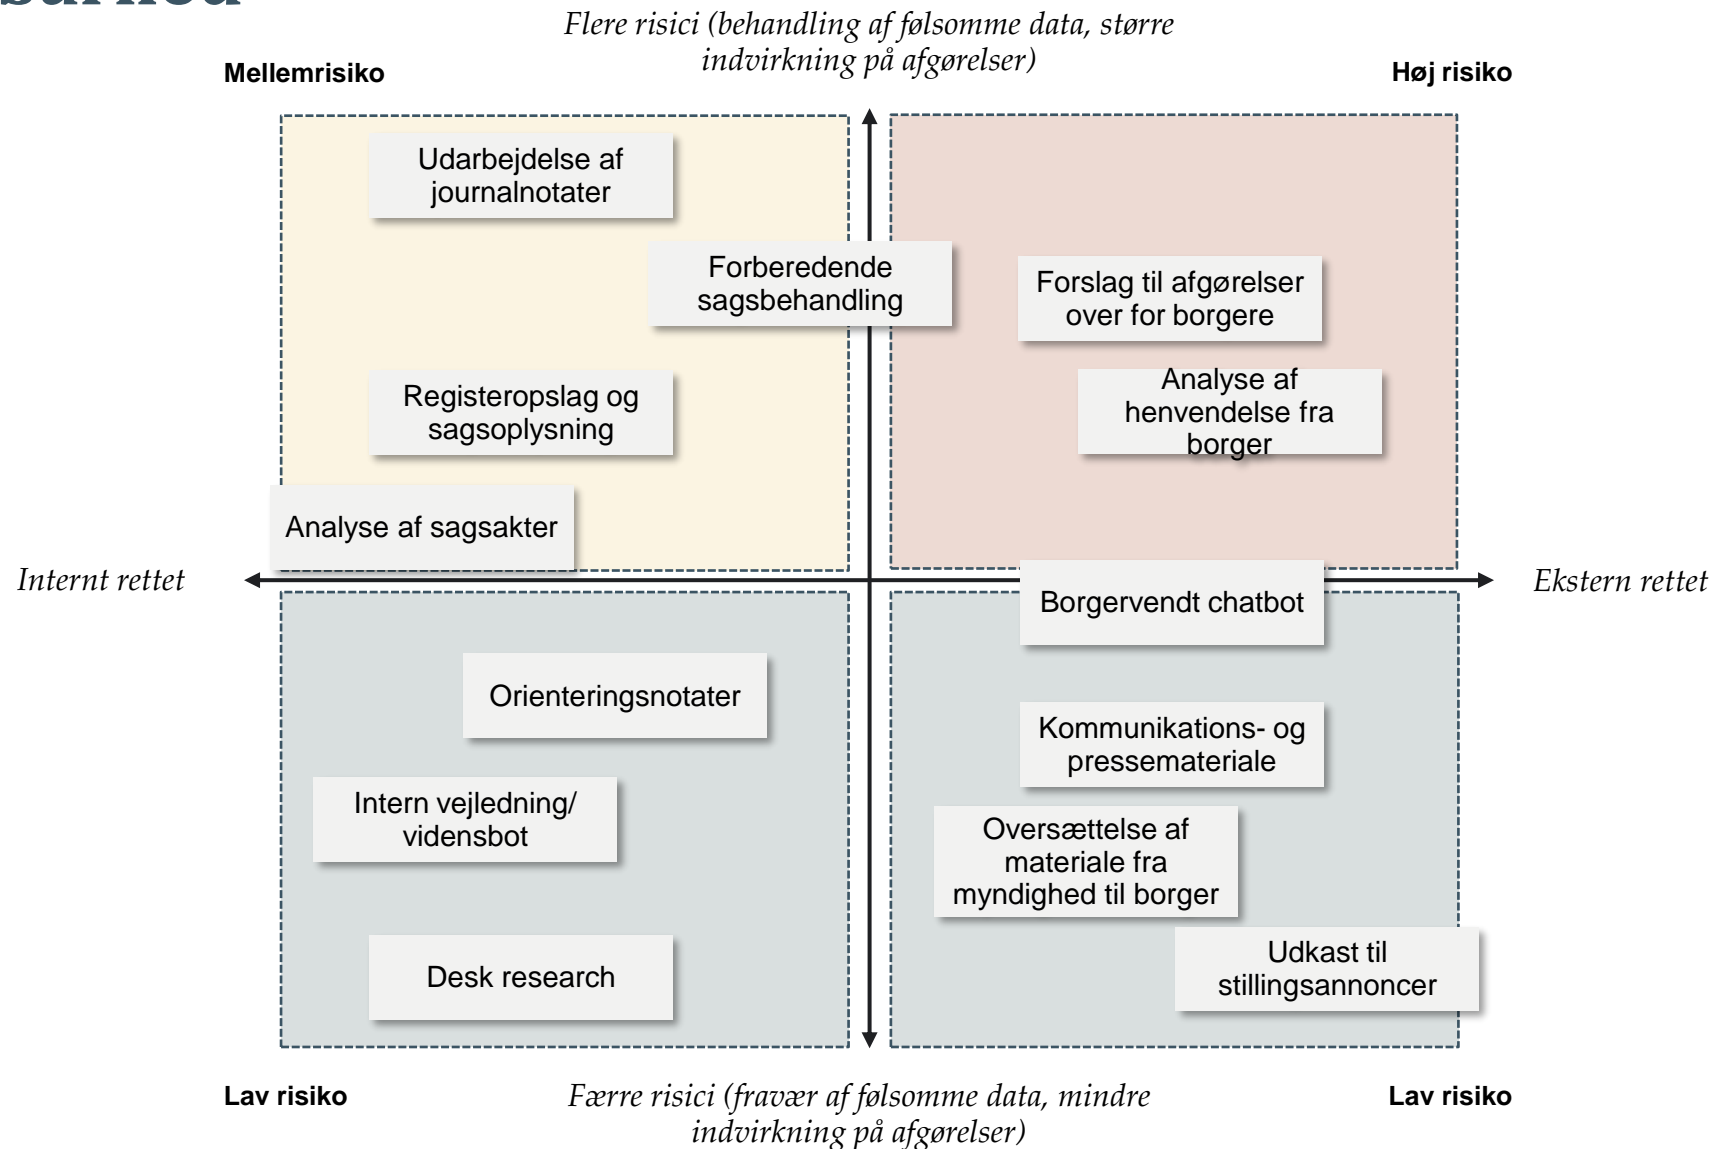 Flere risici (behandling af følsomme data, større
indvirkning på afgørelser)
Mellemrisiko
Høj risiko
Udarbejdelse af
journalnotater
Forberedende
sagsbehandling
Forslag til afgørelser
over for borgere
Registeropslag og
sagsoplysning
Analyse af
henvendelse fra
borger
Analyse af sagsakter
Internt rettet
Ekstern rettet
Borgervendt chatbot
Orienteringsnotater
Kommunikations- og
pressemateriale
Intern vejledning/
vidensbot
Oversættelse af
materiale fra
myndighed til borger
Desk research
Udkast til
stillingsannoncer
Lav risiko
Færre risici (fravær af følsomme data, mindre
indvirkning på afgørelser)
Lav risiko